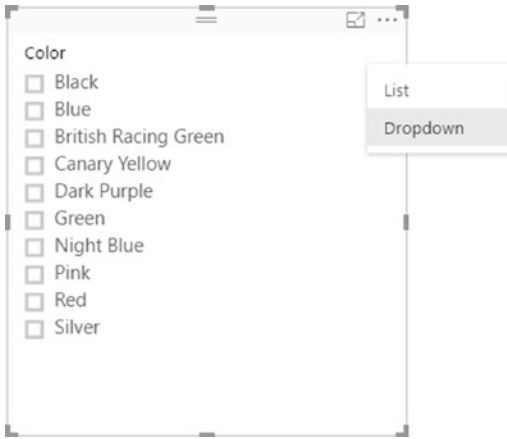 Color
Black
Blue
British Racing Green
Canary Yellow
Dark Purple
Green
Night Blue
Pink
Red
Silver
List
Dropdown